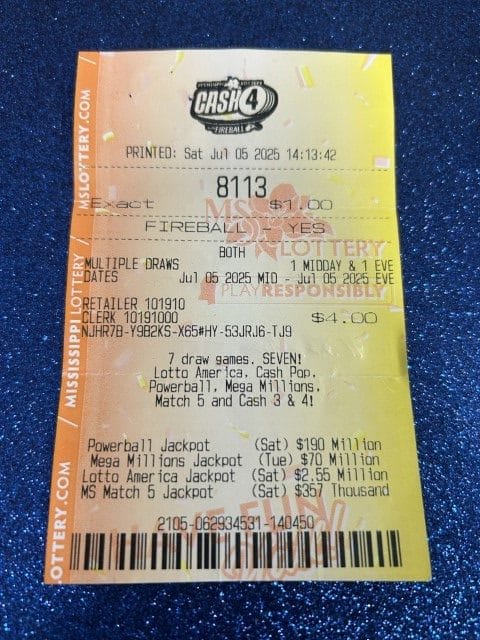 MISSISSIPPI LOTTERY
CASH 4
FIREBALL
PRINTED: Sat Jul 05 2025 14:13:42
8113
Exact $1.00
FIREBALL - YES
BOTH
MULTIPLE DRAWS 1 MIDDAY & 1 EVE
DATES Jul 05 2025 MID - Jul 05 2025 EVE
RETAILER 101910
CLERK 10191000 $4.00
NJHR7B-Y9B2KS-X65#HY-53JRJ6-TJ9
7 draw games, SEVEN!
Lotto America, Cash Pop,
Powerball, Mega Millions,
Match 5 and Cash 3 & 4!
Powerball Jackpot (Sat) $190 Million
Mega Millions Jackpot (Tue) $70 Million
Lotto America Jackpot (Sat) $2.55 Million
MS Match 5 Jackpot (Sat) $357 Thousand
2105-062934531-140450
MS LOTTERY
PLAY RESPONSIBLY
FUN
OTTERY.COM / MISSISSIPPI LOTTERY / MSLOTTERY.COM